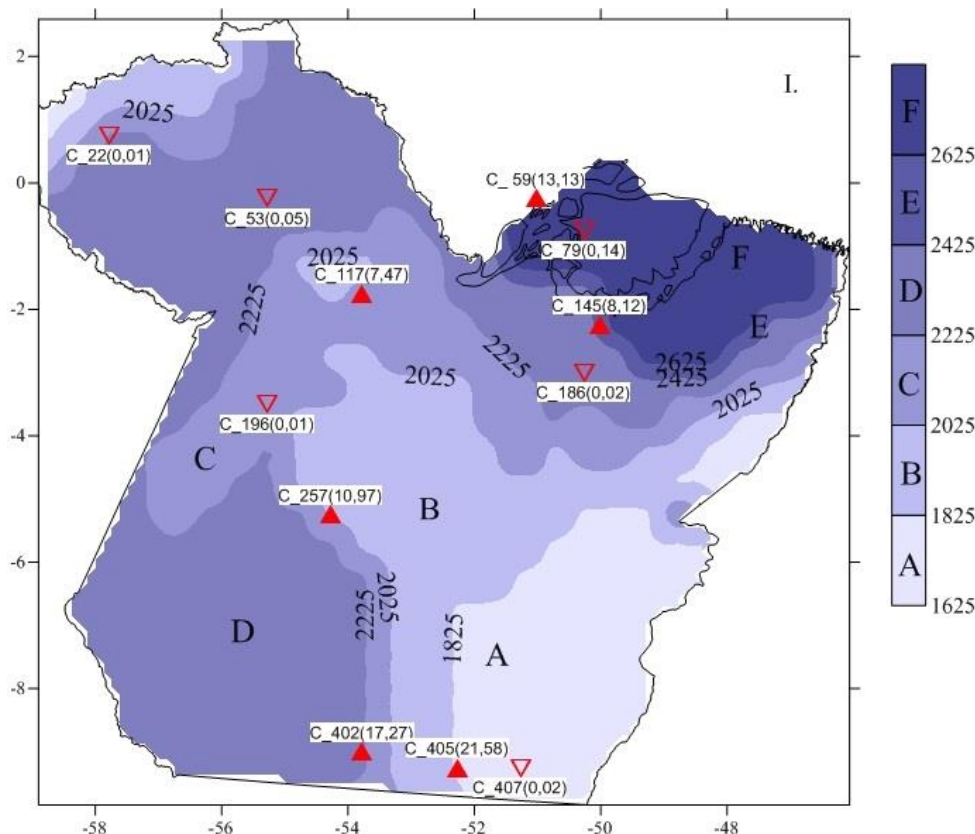 I.
2
2025
C_22(0,01)
0
C_53(0,05)
C_ 59(13,13)
C_79(0,14)
2025
C_117(7,47)
F
2225
C_145(8,12)
E
-2
2225
2625
2425
2025
C_186(0,02)
2025
C_196(0,01)
-4
C
C_257(10,97)
B
-6
2225
2025
D
1825
A
-8
C_402(17,27)
C_405(21,58)
C_407(0,02)
-58
-56
-54
-52
-50
-48
F
2625
E
2425
D
2225
C
2025
B
1825
A
1625